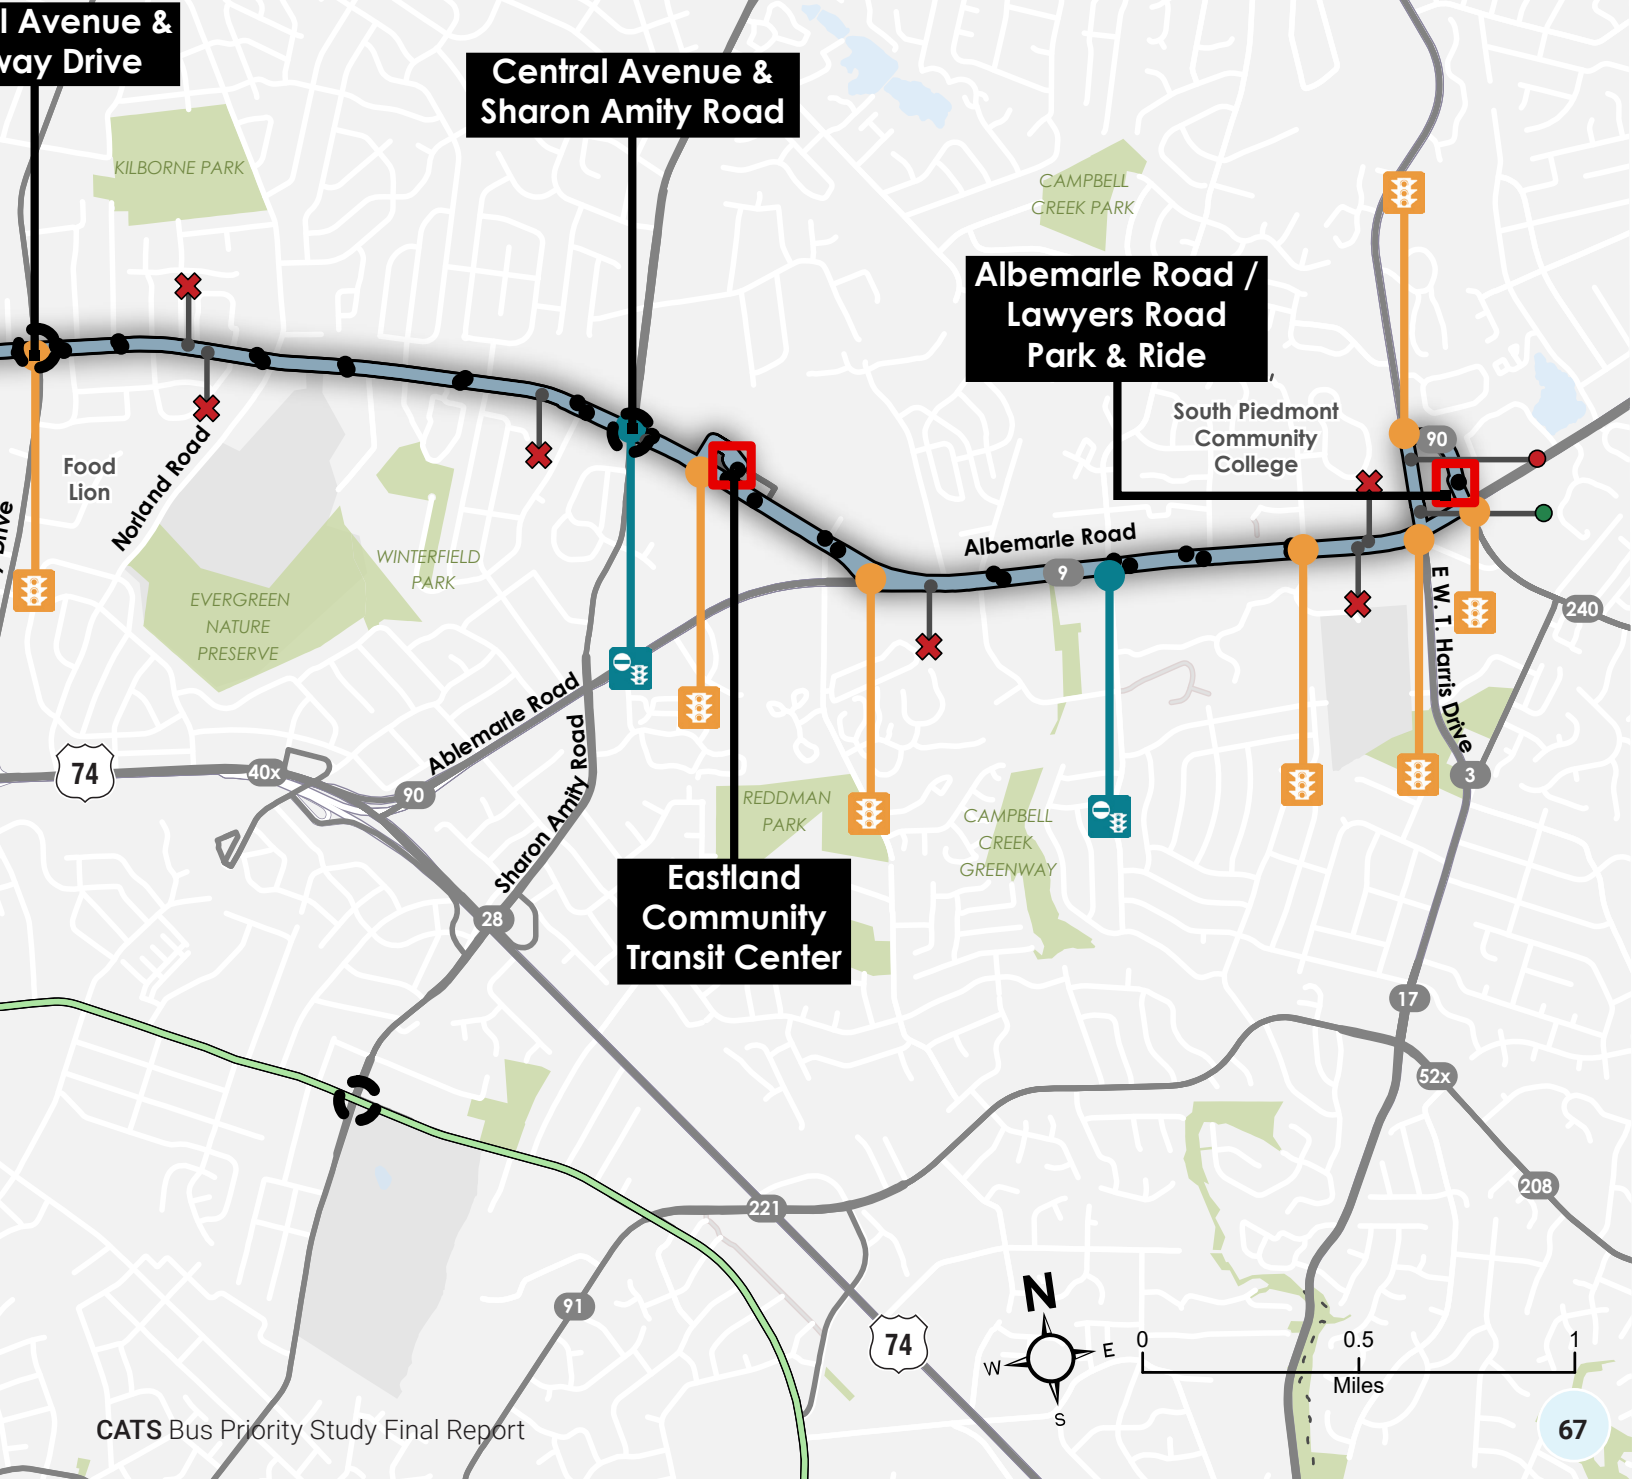 l Avenue &
way Drive
Central Avenue &
Sharon Amity Road
KILBORNE PARK
CAMPBELL
CREEK PARK
Albemarle Road /
Lawyers Road
Park & Ride
South Piedmont
Community
College
90
Food
Lion
Norland Road
Drive
WINTERFIELD
PARK
EVERGREEN
NATURE
PRESERVE
Albemarle Road
9
E W. T. Harris Drive
240
Ablemarle Road
Sharon Amity Road
74
40x
90
3
REDDMAN
PARK
CAMPBELL
CREEK
GREENWAY
Eastland
Community
Transit Center
28
17
52x
208
221
91
74
N
W
E
S
0
0.5
1
Miles
CATS Bus Priority Study Final Report
67